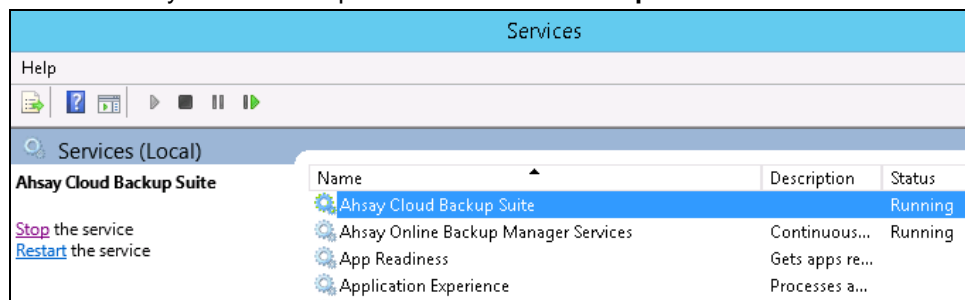 Services
Help
Services (Local)
Ahsay Cloud Backup Suite
Stop the service
Restart the service
Name Description Status
Ahsay Cloud Backup Suite Running
Ahsay Online Backup Manager Services Continuous... Running
App Readiness Gets apps re...
Application Experience Processes a...